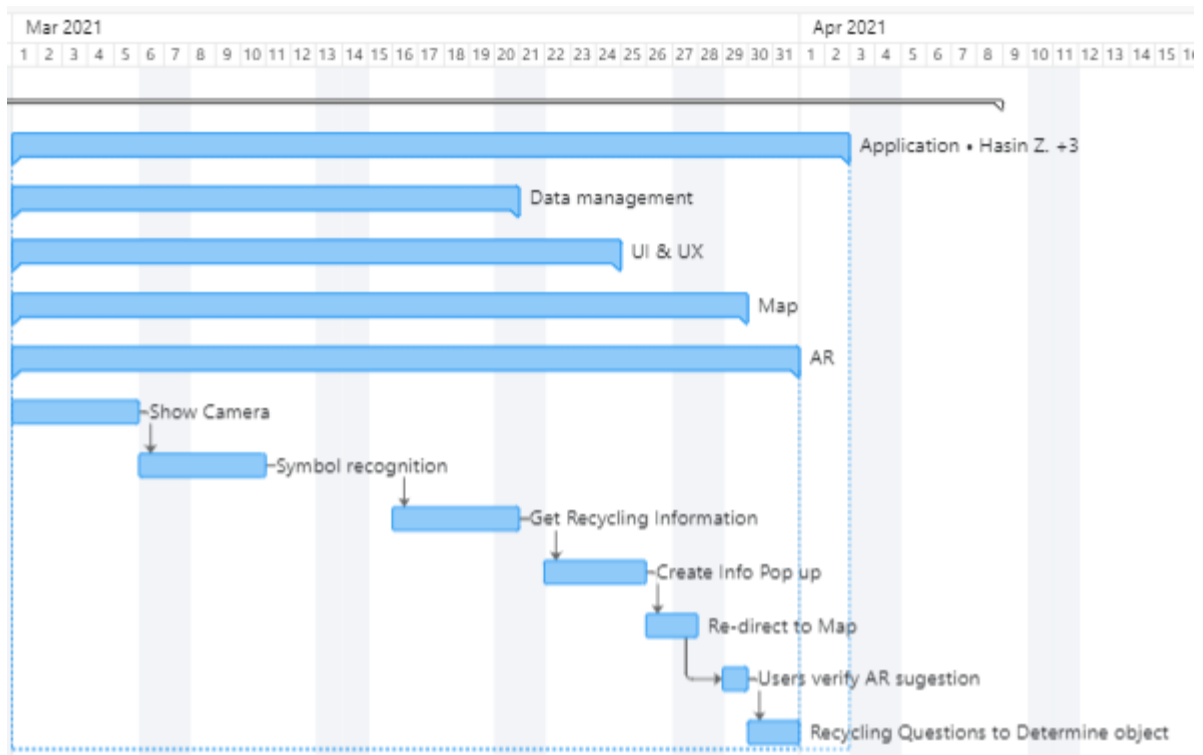 Mar 2021 Apr 2021
1 2 3 4 5 6 7 8 9 10 11 12 13 14 15 16 17 18 19 20 21 22 23 24 25 26 27 28 29 30 31 1 2 3 4 5 6 7 8 9 10 11 12 13 14 15 16
Application • Hasin Z. +3
Data management
UI & UX
Map
AR
Show Camera
Symbol recognition
Get Recycling Information
Create Info Pop up
Re-direct to Map
Users verify AR sugestion
Recycling Questions to Determine object